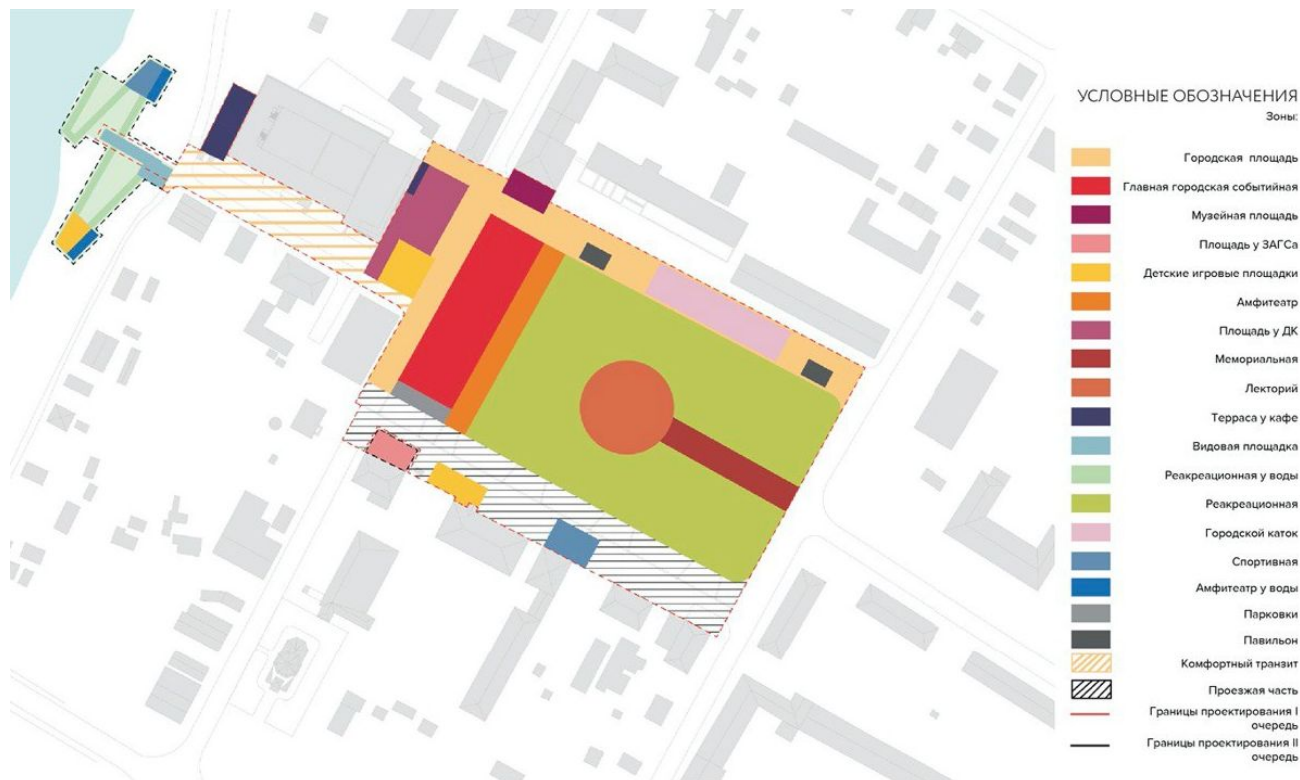 УСЛОВНЫЕ ОБОЗНАЧЕНИЯ
Зоны:
Городская площадь
Главная городская событийная
Музейная площадь
Площадь у ЗАГСа
Детские игровые площадки
Амфитеатр
Площадь у ДК
Мемориальная
Лекторий
Терраса у кафе
Видовая площадка
Реакреационная у воды
Реакреационная
Городской каток
Спортивная
Амфитеатр у воды
Парковки
Павильон
Комфортный транзит
Проезжая часть
Границы проектирования I
очередь
Границы проектирования II
очередь